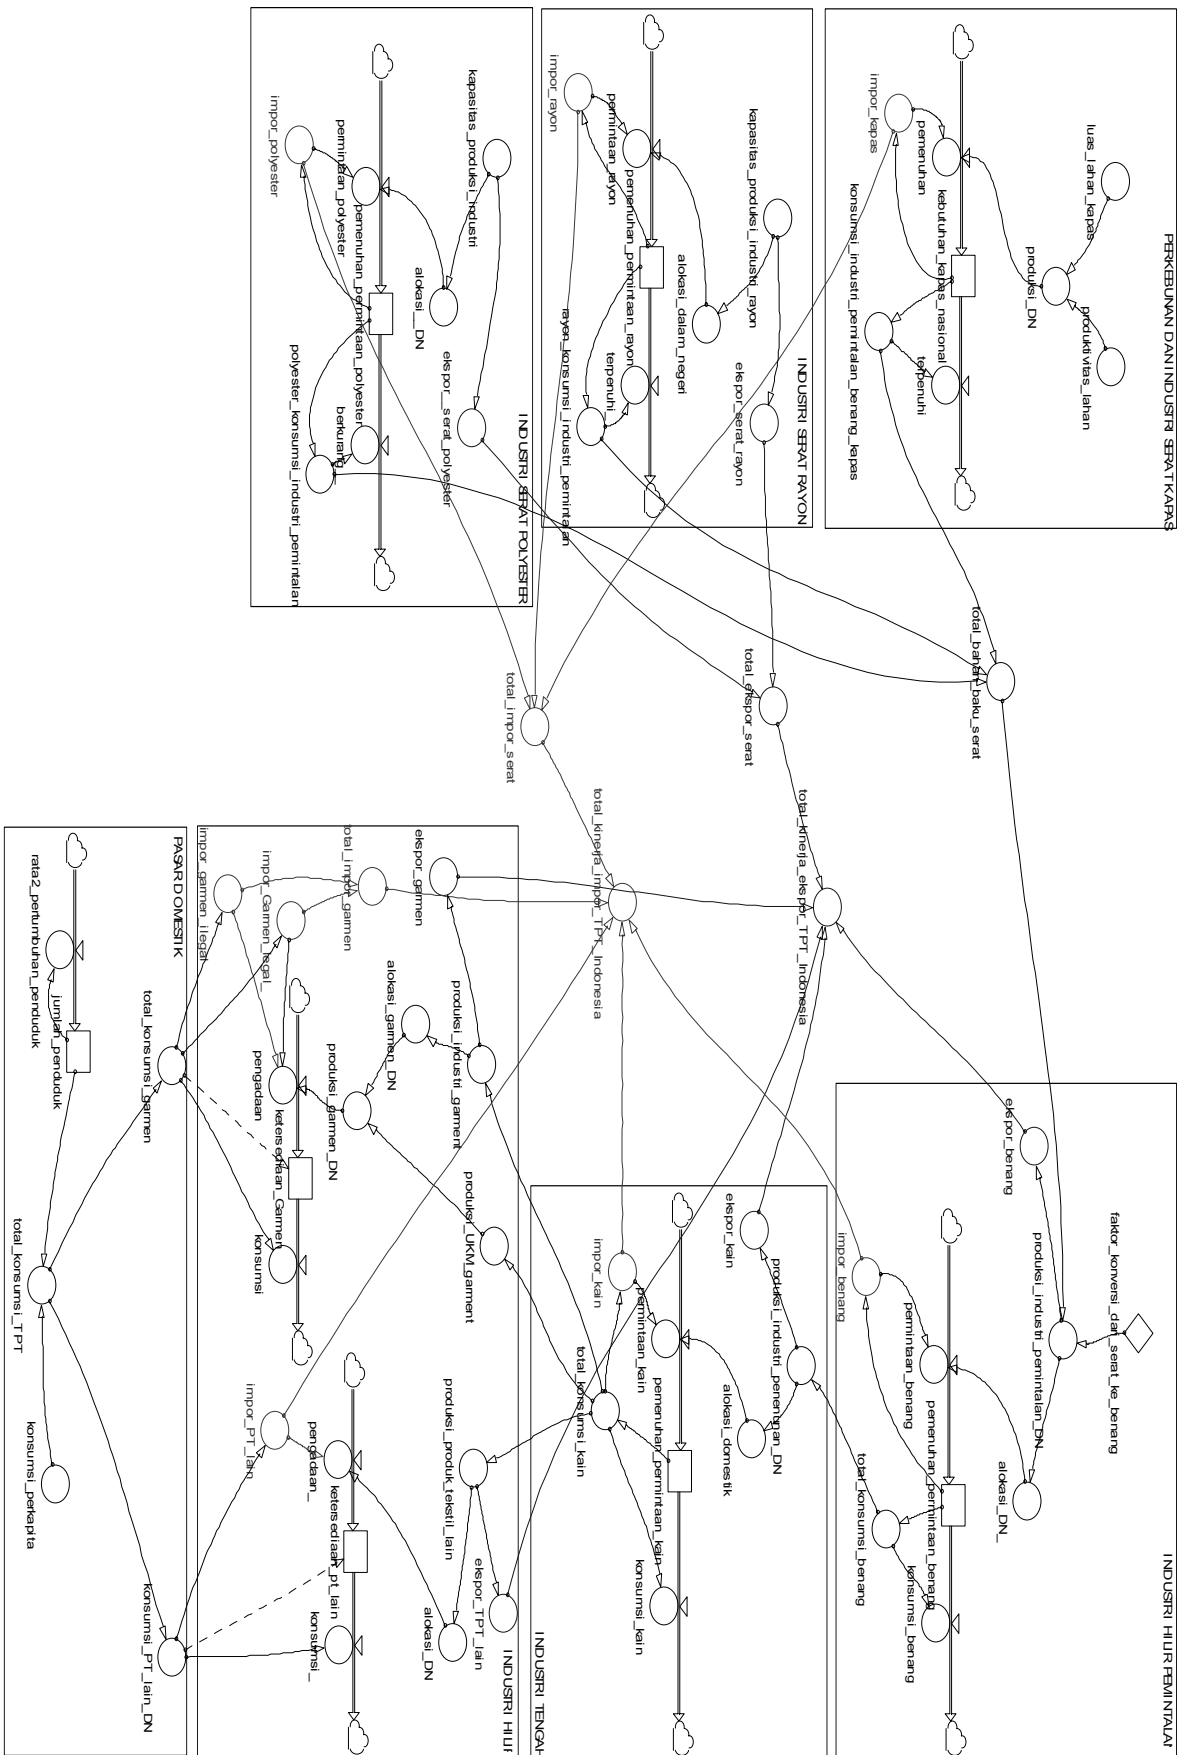 PERKEBUNAN DAN INDUSTRI SERAT KAPAS
luas_lahan_kapas
produktivitas_lahan
produksi_DN
kebutuhan_kapas_nasional
pemenuhan
terpenuhi
impor_kapas
konsumsi_industri_pemintalan_benang_kapas
INDUSTRI SERAT RAYON
kapasitas_produksi_industri_rayon
ekspor_serat_rayon
alokasi_dalam_negeri
pemenuhan_permintaan_rayon
permintaan_rayon
terpenuhi_
impor_rayon
rayon_konsumsi_industri_pemintalan
INDUSTRI SERAT POLYESTER
kapasitas_produksi_industri
ekspor__serat_polyester
alokasi__DN
pemenuhan_permintaan_polyester
permintaan_polyester
berkurang
impor_polyester
polyester_konsumsi_industri_pemintalan
total_bahan_baku_serat
total_ekspor_serat
total_impor_serat
total_kinerja_ekspor_TPT_Indonesia
total_kinerja_impor_TPT_Indonesia
INDUSTRI HILIR PEMINTALAN
faktor_konversi_dari_serat_ke_benang
produksi_industri_pemintalan_DN
ekspor_benang
alokasi_DN_
pemenuhan_permintaan_benang
permintaan_benang
konsumsi_benang
impor_benang
total_konsumsi_benang
INDUSTRI TENGAH
produksi_industri_penenunan_DN
ekspor_kain
alokasi_domestik
pemenuhan_permintaan_kain
permintaan_kain
konsumsi_kain
impor_kain
total_konsumsi_kain
INDUSTRI HILIR
ekspor_TPT_lain
produksi_produk_tekstil_lain
alokasi_DN
produksi_UKM_garment
produksi_industri_garment
ekspor_garmen
alokasi_garmen_DN
produksi_garmen_DN
total_impor_garmen
ketersediaan_Garmen
pengadaan
konsumsi
impor_Garmen_legal_
impor_garmen_ilegal
ketersediaan_pt_lain
pengadaan_
konsumsi_
impor_PT_lain
PASAR DOMESTIK
total_konsumsi_garmen
konsumsi_PT_lain_DN
jumlah_penduduk
rata2_pertumbuhan_penduduk
total_konsumsi_TPT
konsumsi_perkapita